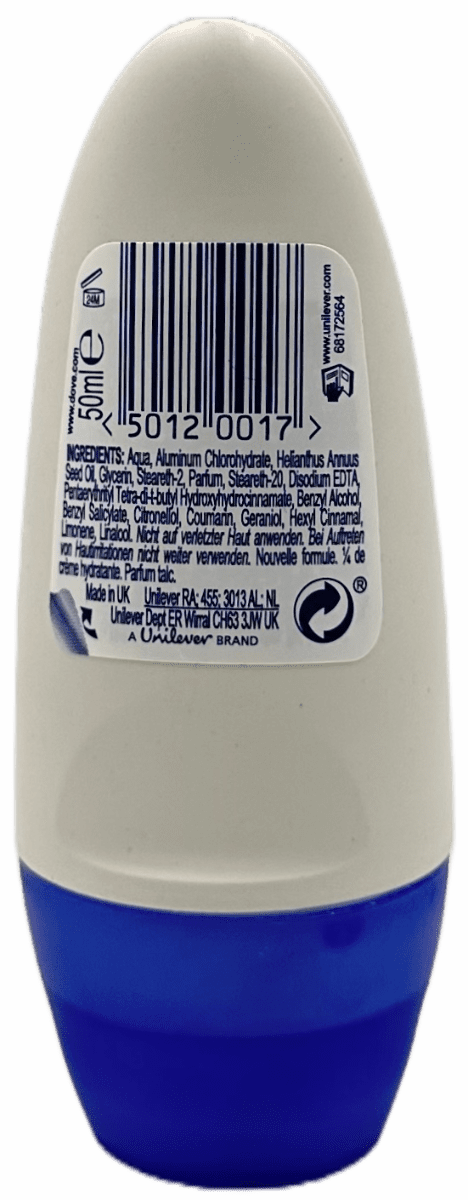 24M
www.dove.com
50ml e
www.unilever.com
68172564
< 5012 0017 >
INGREDIENTS: Aqua, Aluminum Chlorohydrate, Helianthus Annuus
Seed Oil, Glycerin, Steareth-2, Parfum, Steareth-20, Disodium EDTA,
Pentaerythrityl Tetra-di-t-butyl Hydroxyhydrocinnamate, Benzyl Alcohol,
Benzyl Salicylate, Citronellol, Coumarin, Geraniol, Hexyl Cinnamal,
Limonene, Linalool. Nicht auf verletzter Haut anwenden. Bei Auftreten
von Hautirritationen nicht weiter verwenden. Nouvelle formule. ¼ de
crème hydratante. Parfum talc.
Made in UK Unilever RA; 455; 3013 AL; NL
Unilever Dept ER Wirral CH63 3JW UK
A Unilever BRAND
®